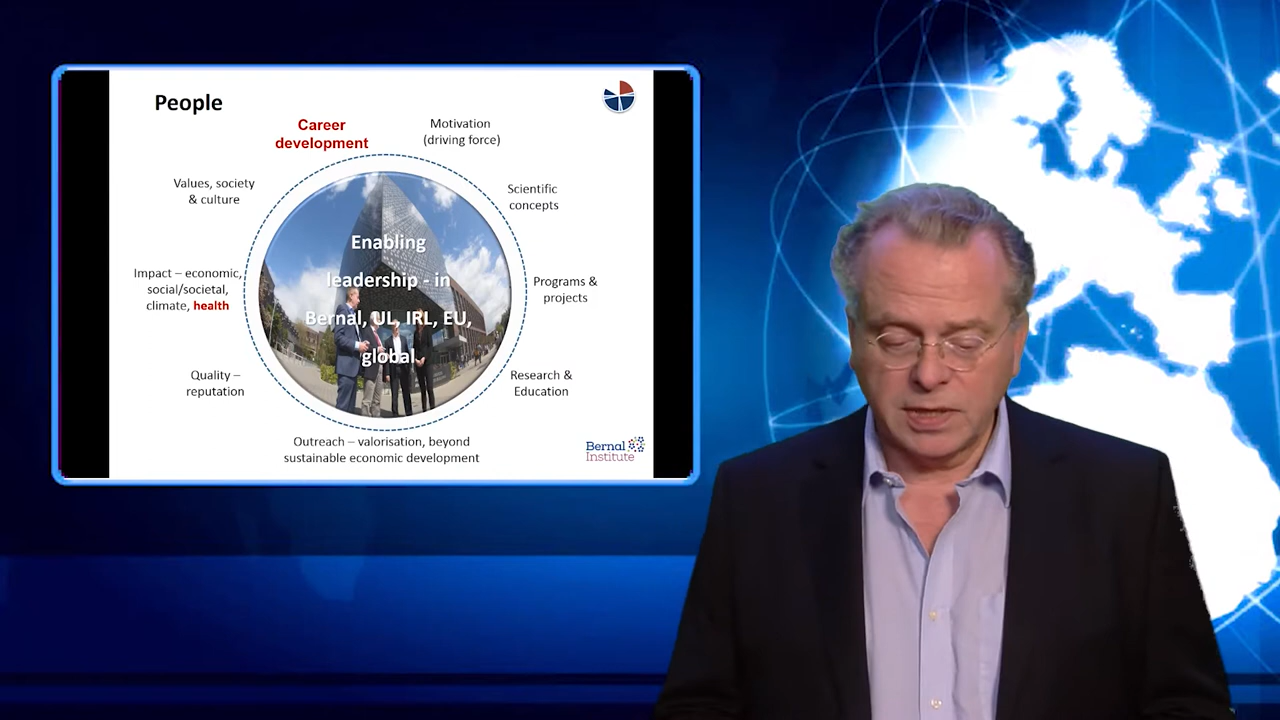 People
Career
development
Motivation
(driving force)
Values, society
& culture
Scientific
concepts
Enabling
leadership - in
Bernal, UL, IRL, EU,
global
Impact – economic,
social/societal,
climate, health
Programs &
projects
Quality –
reputation
Research &
Education
Outreach – valorisation, beyond
sustainable economic development
Bernal
Institute